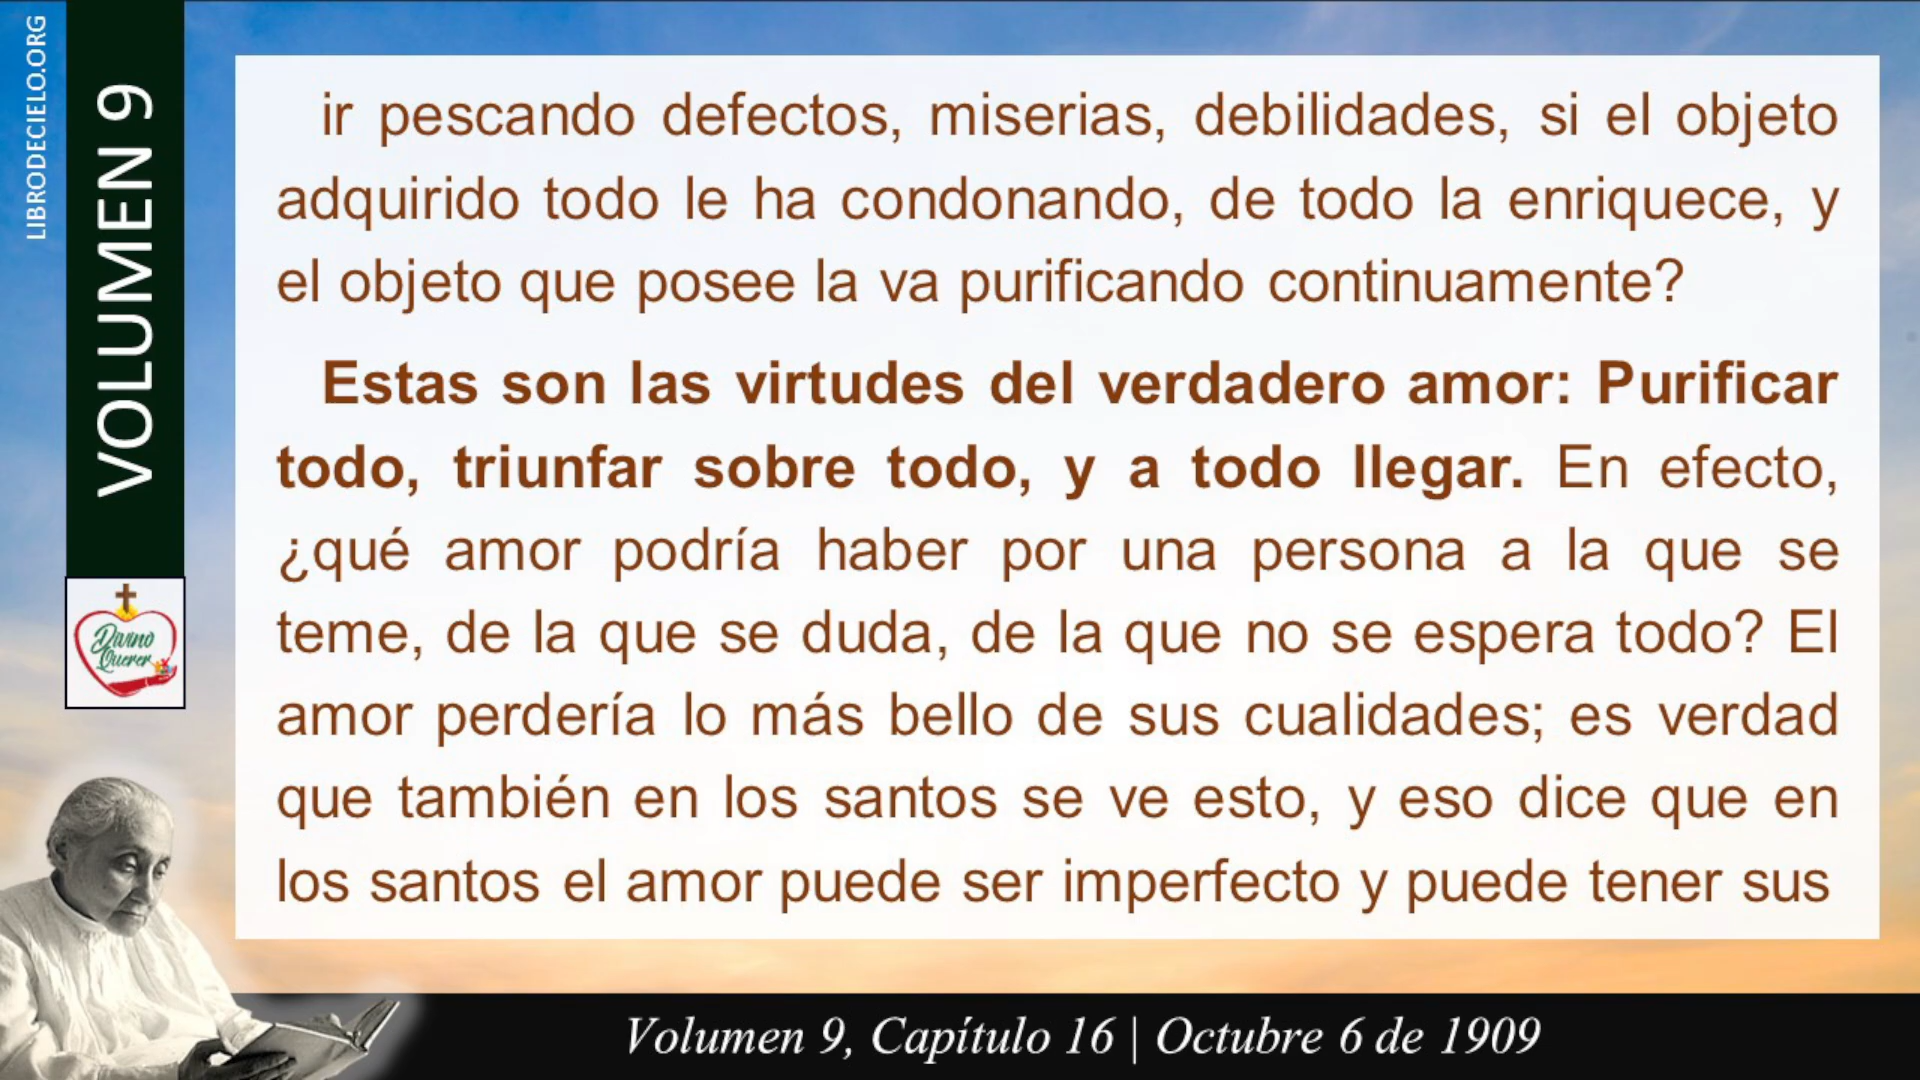 LIBRODECIELO.ORG
VOLUMEN 9
Divino
Querer
ir pescando defectos, miserias, debilidades, si el objeto
adquirido todo le ha condonando, de todo la enriquece, y
el objeto que posee la va purificando continuamente?
Estas son las virtudes del verdadero amor: Purificar
todo, triunfar sobre todo, y a todo llegar. En efecto,
¿qué amor podría haber por una persona a la que se
teme, de la que se duda, de la que no se espera todo? El
amor perdería lo más bello de sus cualidades; es verdad
que también en los santos se ve esto, y eso dice que en
los santos el amor puede ser imperfecto y puede tener sus
Volumen 9, Capítulo 16 | Octubre 6 de 1909